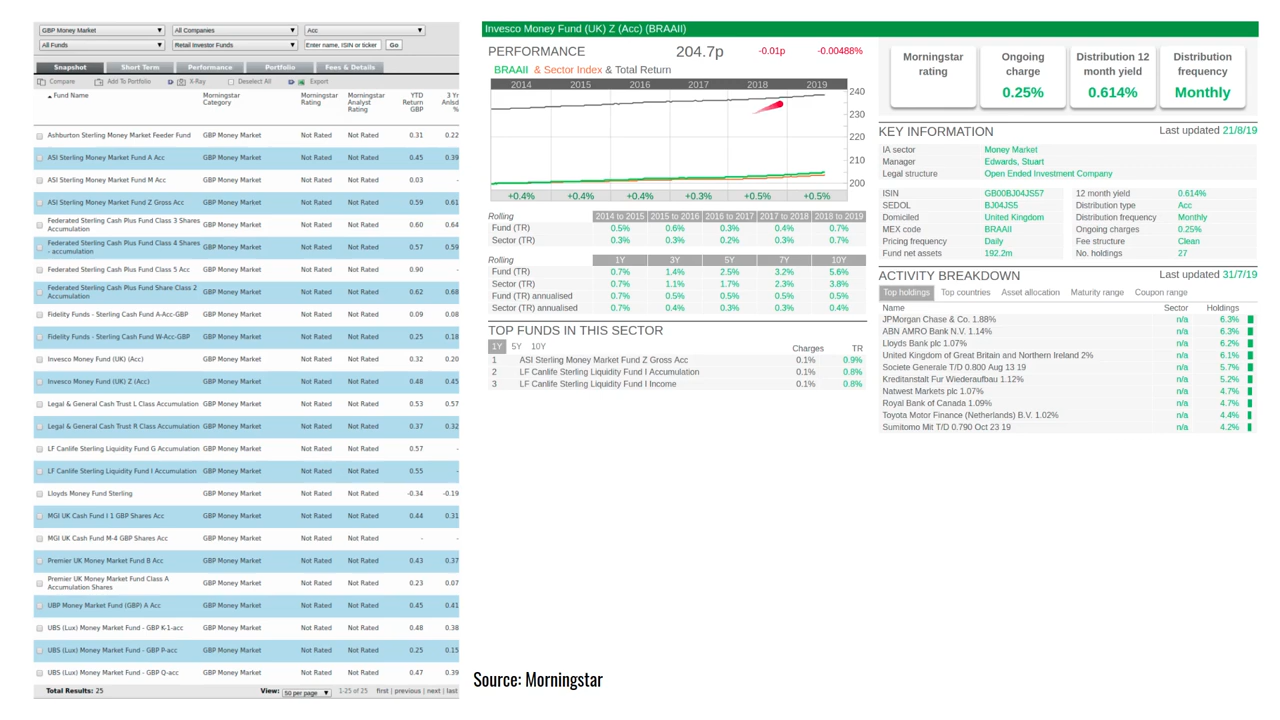 GBP Money Market
All Companies
Acc
All Funds
Retail Investor Funds
Enter name, ISIN or ticker
Go
Snapshot Short Term Performance Portfolio Fees & Details
Compare Add To Portfolio X-Ray Deselect All Export
Fund Name Morningstar Category Morningstar Rating Morningstar Analyst Rating YTD Return GBP 3 Yr Anlsd %
Ashburton Sterling Money Market Feeder Fund GBP Money Market Not Rated Not Rated 0.31 0.22
ASI Sterling Money Market Fund A Acc GBP Money Market Not Rated Not Rated 0.45 0.39
ASI Sterling Money Market Fund M Acc GBP Money Market Not Rated Not Rated 0.03 -
ASI Sterling Money Market Fund Z Gross Acc GBP Money Market Not Rated Not Rated 0.59 0.61
Federated Sterling Cash Plus Fund Class 3 Shares Accumulation GBP Money Market Not Rated Not Rated 0.60 0.64
Federated Sterling Cash Plus Fund Class 4 Shares - accumulation GBP Money Market Not Rated Not Rated 0.57 0.59
Federated Sterling Cash Plus Fund Class 5 Acc GBP Money Market Not Rated Not Rated 0.90 -
Federated Sterling Cash Plus Fund Share Class 2 Accumulation GBP Money Market Not Rated Not Rated 0.62 0.68
Fidelity Funds - Sterling Cash Fund A-Acc-GBP GBP Money Market Not Rated Not Rated 0.09 0.08
Fidelity Funds - Sterling Cash Fund W-Acc-GBP GBP Money Market Not Rated Not Rated 0.25 0.18
Invesco Money Fund (UK) (Acc) GBP Money Market Not Rated Not Rated 0.32 0.20
Invesco Money Fund (UK) Z (Acc) GBP Money Market Not Rated Not Rated 0.48 0.45
Legal & General Cash Trust L Class Accumulation GBP Money Market Not Rated Not Rated 0.53 0.57
Legal & General Cash Trust R Class Accumulation GBP Money Market Not Rated Not Rated 0.37 0.32
LF Canlife Sterling Liquidity Fund G Accumulation GBP Money Market Not Rated Not Rated 0.57 -
LF Canlife Sterling Liquidity Fund I Accumulation GBP Money Market Not Rated Not Rated 0.55 -
Lloyds Money Fund Sterling GBP Money Market Not Rated Not Rated -0.34 -0.19
MGI UK Cash Fund I 1 GBP Shares Acc GBP Money Market Not Rated Not Rated 0.44 0.31
MGI UK Cash Fund M-4 GBP Shares Acc GBP Money Market Not Rated Not Rated - -
Premier UK Money Market Fund B Acc GBP Money Market Not Rated Not Rated 0.43 0.37
Premier UK Money Market Fund Class A Accumulation Shares GBP Money Market Not Rated Not Rated 0.23 0.07
UBP Money Market Fund (GBP) A Acc GBP Money Market Not Rated Not Rated 0.45 0.41
UBS (Lux) Money Market Fund - GBP K-1-acc GBP Money Market Not Rated Not Rated 0.48 0.38
UBS (Lux) Money Market Fund - GBP P-acc GBP Money Market Not Rated Not Rated 0.25 0.15
UBS (Lux) Money Market Fund - GBP Q-acc GBP Money Market Not Rated Not Rated 0.47 0.39
Total Results: 25 View: 50 per page 1-25 of 25 first | previous | next | last
Invesco Money Fund (UK) Z (Acc) (BRAAII)
PERFORMANCE 204.7p -0.01p -0.00488%
BRAAII & Sector Index & Total Return
2014 2015 2016 2017 2018 2019
240
230
220
210
200
+0.4% +0.4% +0.4% +0.3% +0.5% +0.5%
Rolling 2014 to 2015 2015 to 2016 2016 to 2017 2017 to 2018 2018 to 2019
Fund (TR) 0.5% 0.6% 0.3% 0.4% 0.7%
Sector (TR) 0.3% 0.3% 0.2% 0.3% 0.7%
Rolling 1Y 3Y 5Y 7Y 10Y
Fund (TR) 0.7% 1.4% 2.5% 3.2% 5.6%
Sector (TR) 0.7% 1.1% 1.7% 2.3% 3.8%
Fund (TR) annualised 0.7% 0.5% 0.5% 0.5% 0.5%
Sector (TR) annualised 0.7% 0.4% 0.3% 0.3% 0.4%
TOP FUNDS IN THIS SECTOR
1Y 5Y 10Y Charges TR
1 ASI Sterling Money Market Fund Z Gross Acc 0.1% 0.9%
2 LF Canlife Sterling Liquidity Fund I Accumulation 0.1% 0.8%
3 LF Canlife Sterling Liquidity Fund I Income 0.1% 0.8%
Morningstar rating
Ongoing charge 0.25%
Distribution 12 month yield 0.614%
Distribution frequency Monthly
KEY INFORMATION Last updated 21/8/19
IA sector Money Market
Manager Edwards, Stuart
Legal structure Open Ended Investment Company
ISIN GB00BJ04JS57 12 month yield 0.614%
SEDOL BJ04JS5 Distribution type Acc
Domiciled United Kingdom Distribution frequency Monthly
MEX code BRAAII Ongoing charges 0.25%
Pricing frequency Daily Fee structure Clean
Fund net assets 192.2m No. holdings 27
ACTIVITY BREAKDOWN Last updated 31/7/19
Top holdings Top countries Asset allocation Maturity range Coupon range
Name Sector Holdings
JPMorgan Chase & Co. 1.88% n/a 6.3%
ABN AMRO Bank N.V. 1.14% n/a 6.3%
Lloyds Bank plc 1.07% n/a 6.2%
United Kingdom of Great Britain and Northern Ireland 2% n/a 6.1%
Societe Generale T/D 0.800 Aug 13 19 n/a 5.7%
Kreditanstalt Fur Wiederaufbau 1.12% n/a 5.2%
Natwest Markets plc 1.07% n/a 4.7%
Royal Bank of Canada 1.09% n/a 4.7%
Toyota Motor Finance (Netherlands) B.V. 1.02% n/a 4.4%
Sumitomo Mit T/D 0.790 Oct 23 19 n/a 4.2%
Source: Morningstar